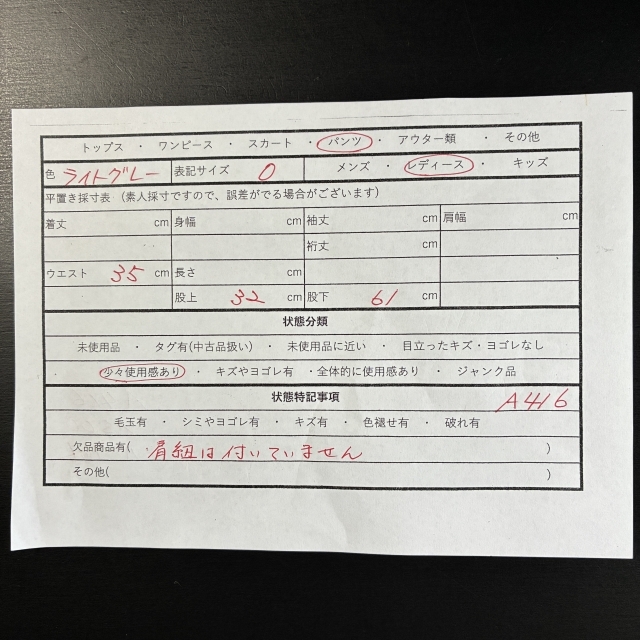 トップス ・ ワンピース ・ スカート ・ パンツ ・ アウター類 ・ その他
色 ライトグレー 表記サイズ 0 メンズ ・ レディース ・ キッズ
平置き採寸表 (素人採寸ですので、誤差がでる場合がございます)
着丈 cm 身幅 cm 袖丈 cm 肩幅 cm
裄丈 cm
ウエスト 35 cm 長さ cm
股上 32 cm 股下 61 cm
状態分類
未使用品 ・ タグ有(中古品扱い) ・ 未使用品に近い ・ 目立ったキズ・ヨゴレなし
少々使用感あり ・ キズやヨゴレ有 ・全体的に使用感あり ・ ジャンク品
状態特記事項 A416
毛玉有 ・ シミやヨゴレ有 ・ キズ有 ・ 色褪せ有 ・ 破れ有
欠品商品有( 肩組は付いていません )
その他( )